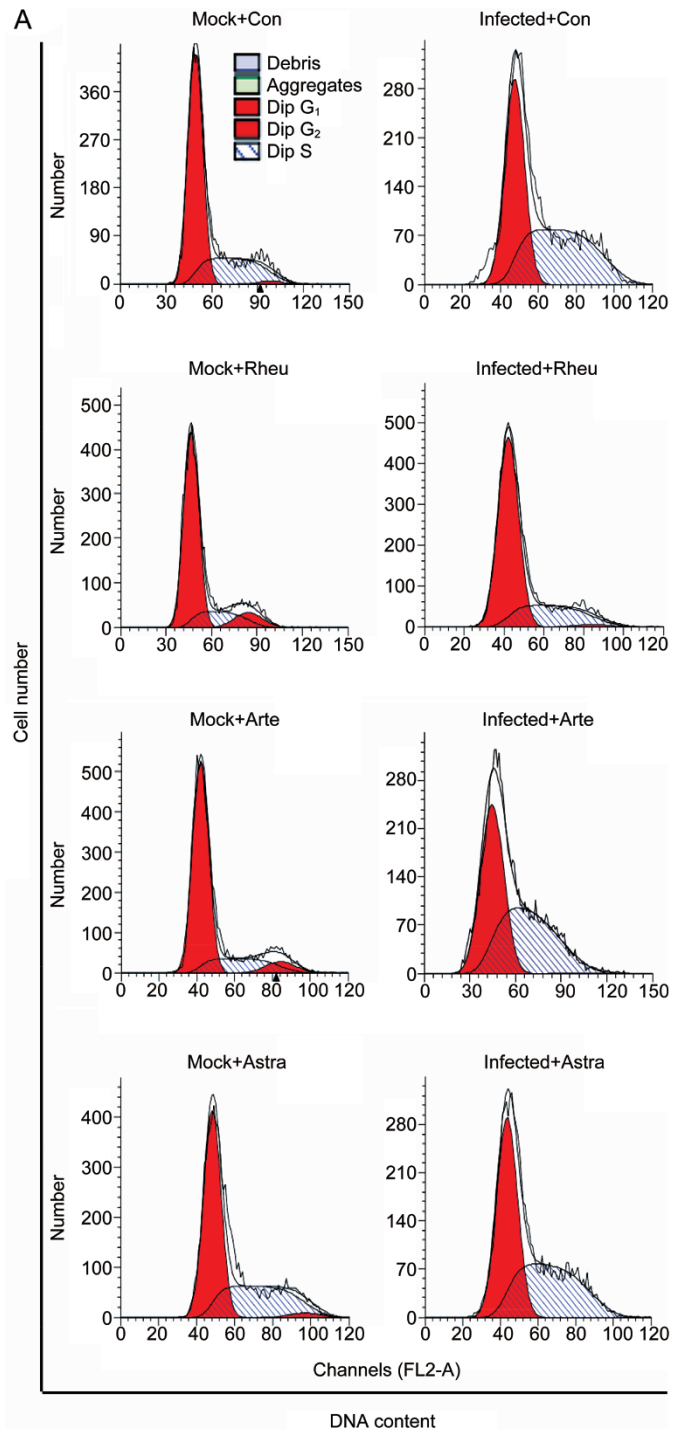 A
Mock+Con
Infected+Con
Debris
Aggregates
Dip G₁
Dip G₂
Dip S
Number
360
270
180
90
0
0 30 60 90 120 150
280
210
140
70
0
0 20 40 60 80 100 120
Mock+Rheu
Infected+Rheu
Number
500
400
300
200
100
0
0 30 60 90 120 150
500
400
300
200
100
0
0 20 40 60 80 100 120
Cell number
Mock+Arte
Infected+Arte
Number
500
400
300
200
100
0
0 20 40 60 80 100 120
280
210
140
70
0
0 30 60 90 120 150
Mock+Astra
Infected+Astra
Number
400
300
200
100
0
0 20 40 60 80 100 120
280
210
140
70
0
0 20 40 60 80 100 120
Channels (FL2-A)
DNA content